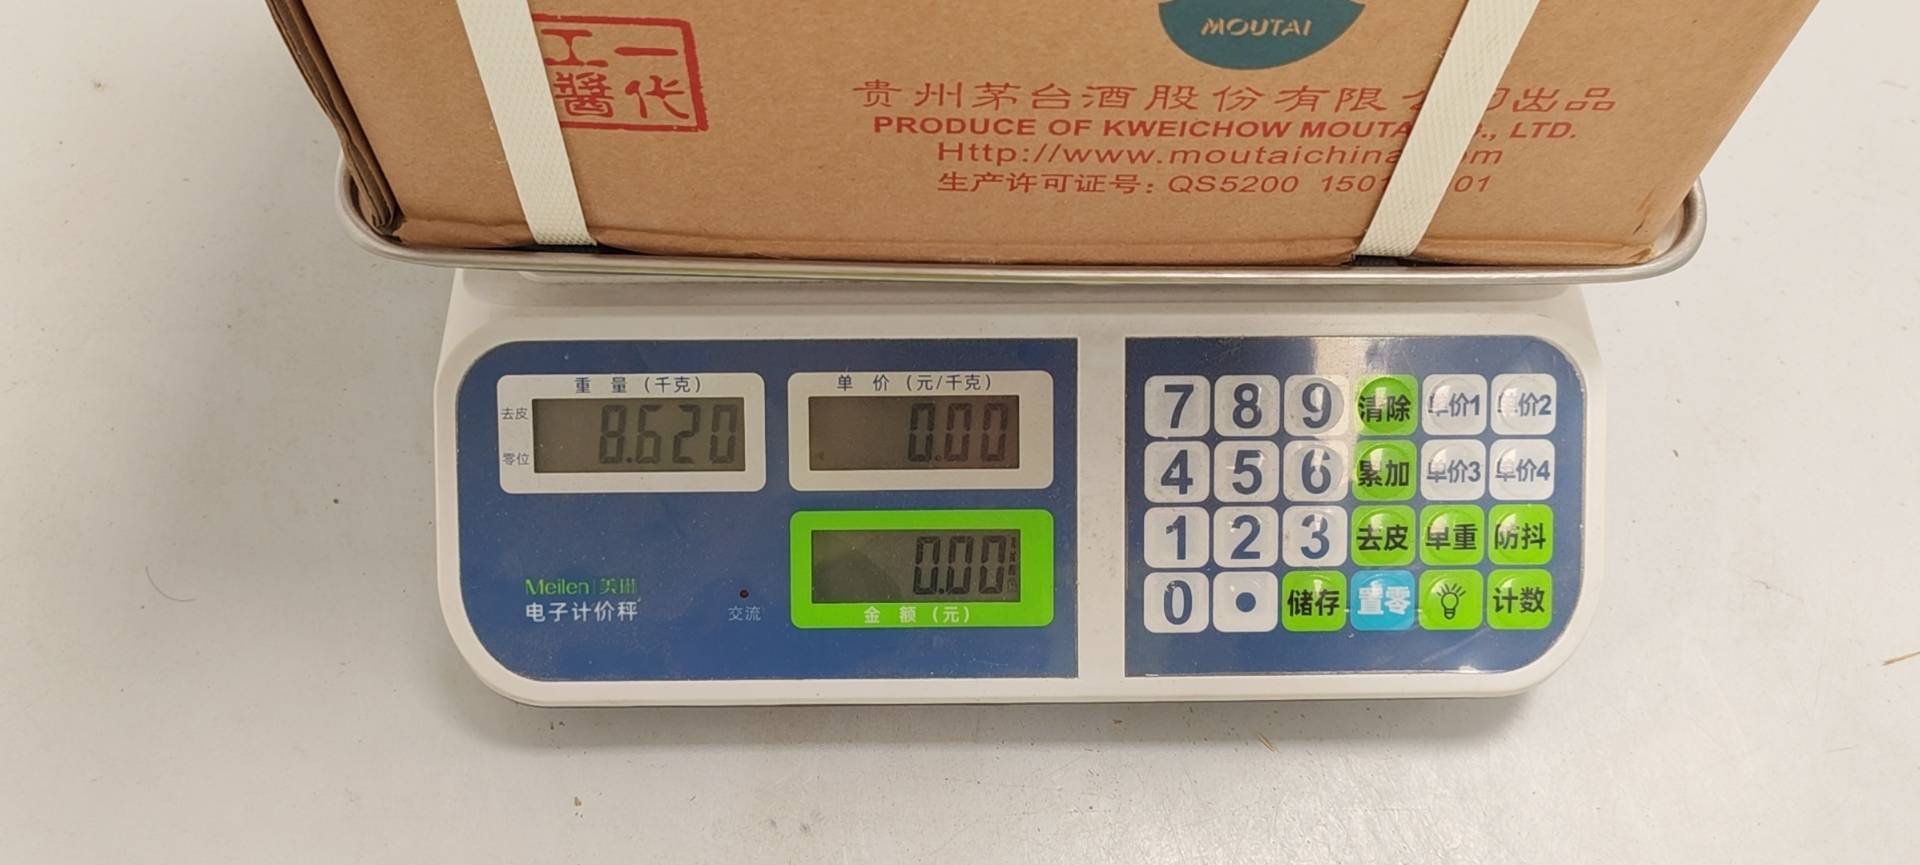 MOUTAI
工一
醬代
贵州茅台酒股份有限 出品
PRODUCE OF KWEICHOW MOUTA ., LTD.
Http://www.moutaichina om
生产许可证号: QS5200 150 01
重 量 (千克)
去皮
零位
8.620
单 价 (元/千克)
0.00
0.00
金 额 (元)
Meilen
电子计价秤
交流
7 8 9 清除 单价1 单价2
4 5 6 累加 单价3 单价4
1 2 3 去皮 单重 防抖
0 • 储存 置零 计数